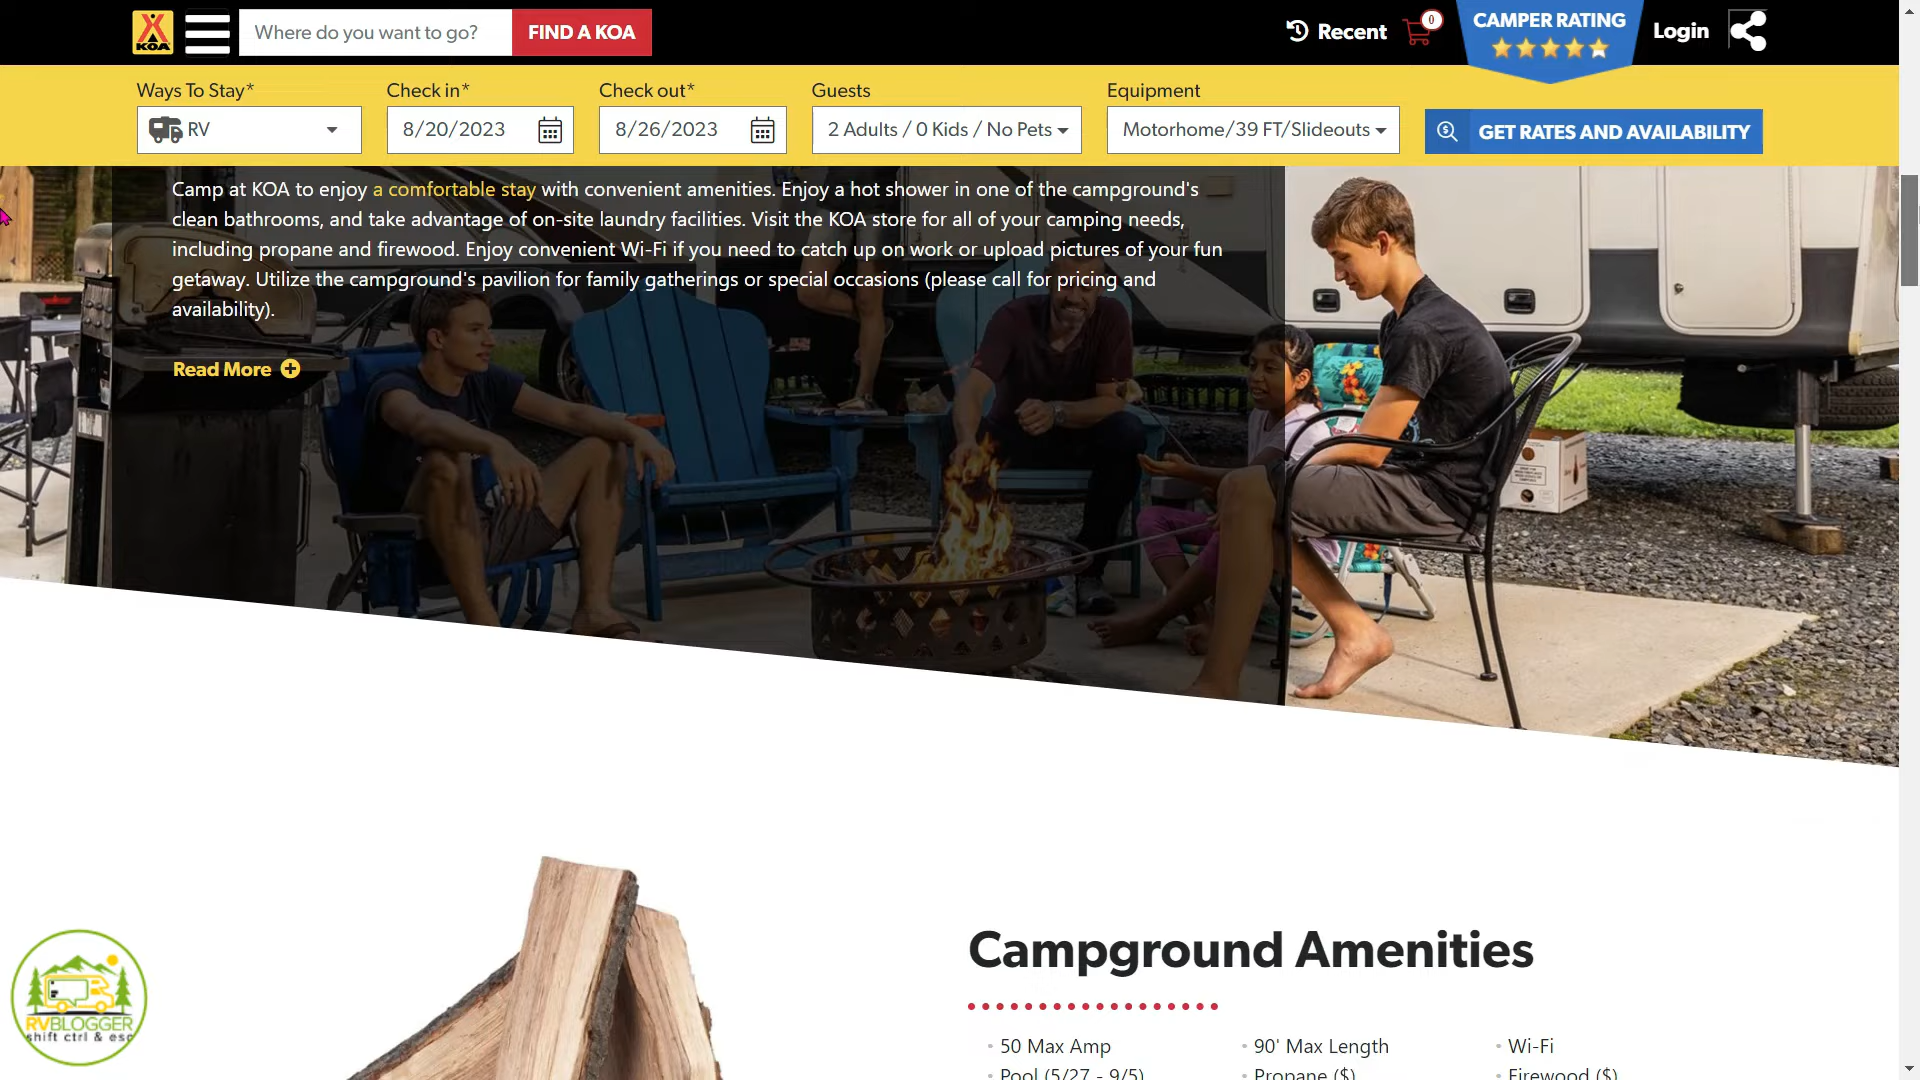 KOA
Where do you want to go?
FIND A KOA
Recent
0
CAMPER RATING
Login
Ways To Stay*
Check in*
Check out*
Guests
Equipment
RV
8/20/2023
8/26/2023
2 Adults / 0 Kids / No Pets
Motorhome/39 FT/Slideouts
GET RATES AND AVAILABILITY
Camp at KOA to enjoy a comfortable stay with convenient amenities. Enjoy a hot shower in one of the campground's
clean bathrooms, and take advantage of on-site laundry facilities. Visit the KOA store for all of your camping needs,
including propane and firewood. Enjoy convenient Wi-Fi if you need to catch up on work or upload pictures of your fun
getaway. Utilize the campground's pavilion for family gatherings or special occasions (please call for pricing and
availability).
Read More
Campground Amenities
50 Max Amp
90' Max Length
Wi-Fi
Pool (5/27 - 9/5)
Propane ($)
Firewood ($)
RVBLOGGER
shift ctrl & esc